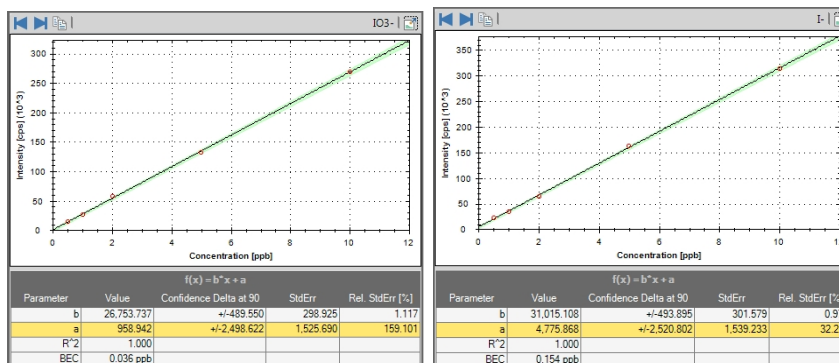 IO3- |
Intensity [cps] (10^3)
300
250
200
150
100
50
0
0 2 4 6 8 10 12
Concentration [ppb]
f(x) = b*x + a
Parameter Value Confidence Delta at 90 StdErr Rel. StdErr [%]
b 26,753.737 +/-489.550 298.925 1.117
a 958.942 +/-2,498.622 1,525.690 159.101
R^2 1.000
BEC 0.036 ppb
I- |
Intensity [cps] (10^3)
350
300
250
200
150
100
50
0
0 2 4 6 8 10 12
Concentration [ppb]
f(x) = b*x + a
Parameter Value Confidence Delta at 90 StdErr Rel. StdErr [%
b 31,015.108 +/-493.895 301.579 0.9
a 4,775.868 +/-2,520.802 1,539.233 32.2
R^2 1.000
BEC 0.154 ppb